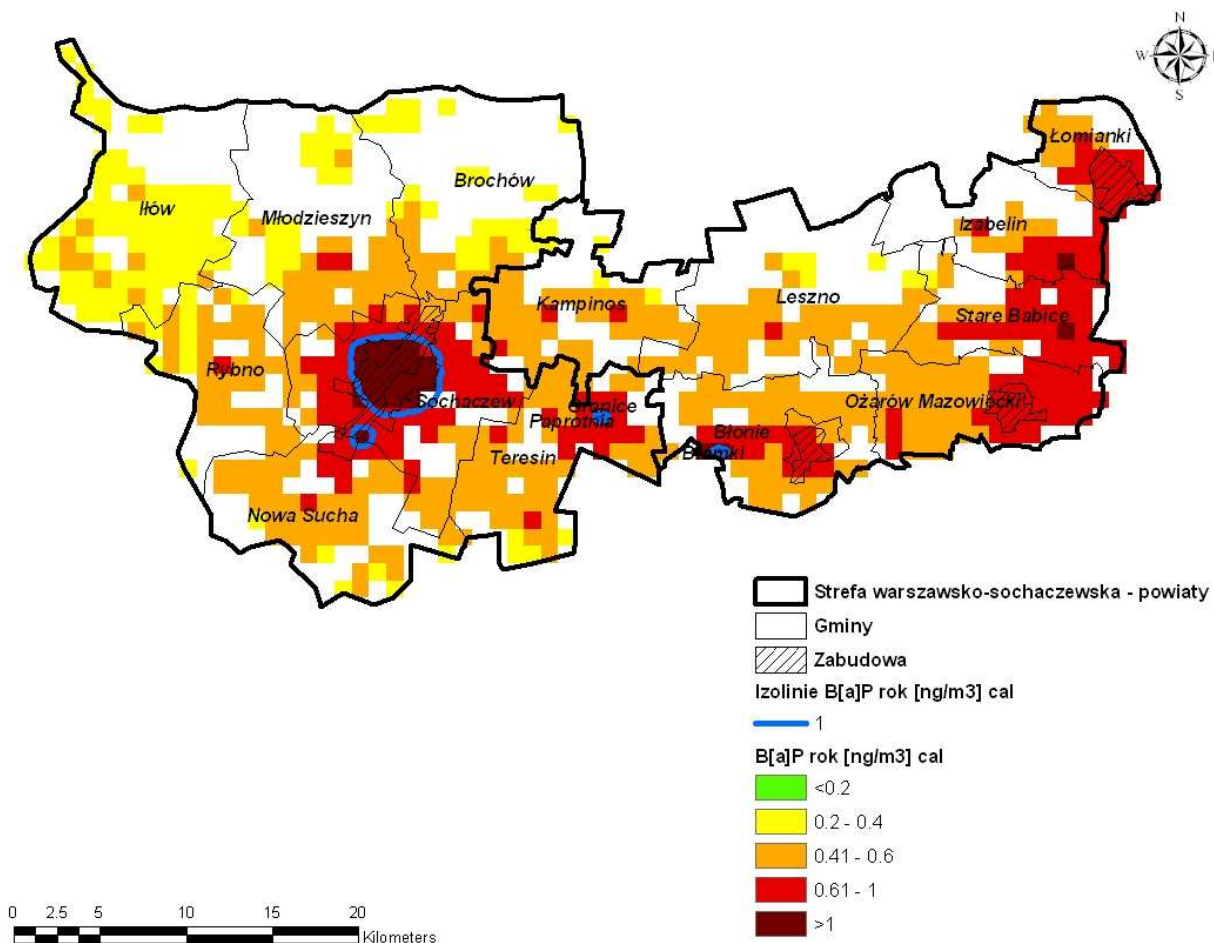 N
W
S
Łomianki
Brochów
Iłów
Młodzieszyn
Izabelin
Kampinos
Leszno
Stare Babice
Rybno
Sochaczew
Granice
Paprotnia
Ożarów Mazowiecki
Błonie
Teresin
Nowa Sucha
Strefa warszawsko-sochaczewska - powiaty
Gminy
Zabudowa
Izolinie B[a]P rok [ng/m3] cal
1
B[a]P rok [ng/m3] cal
<0.2
0.2 - 0.4
0.41 - 0.6
0.61 - 1
>1
0 2.5 5 10 15 20
Kilometers